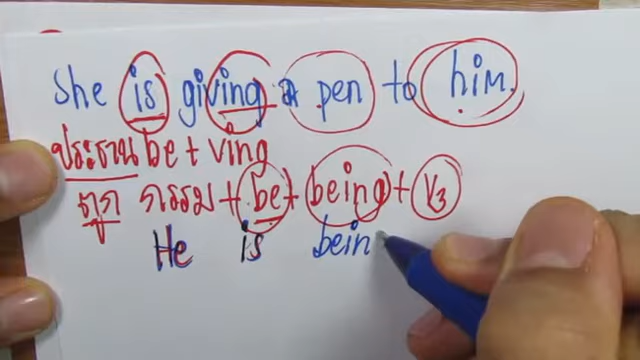 She is giving a pen to him.
ประธาน be + ving
ถูก กรรม + be + being + V3
He is bein